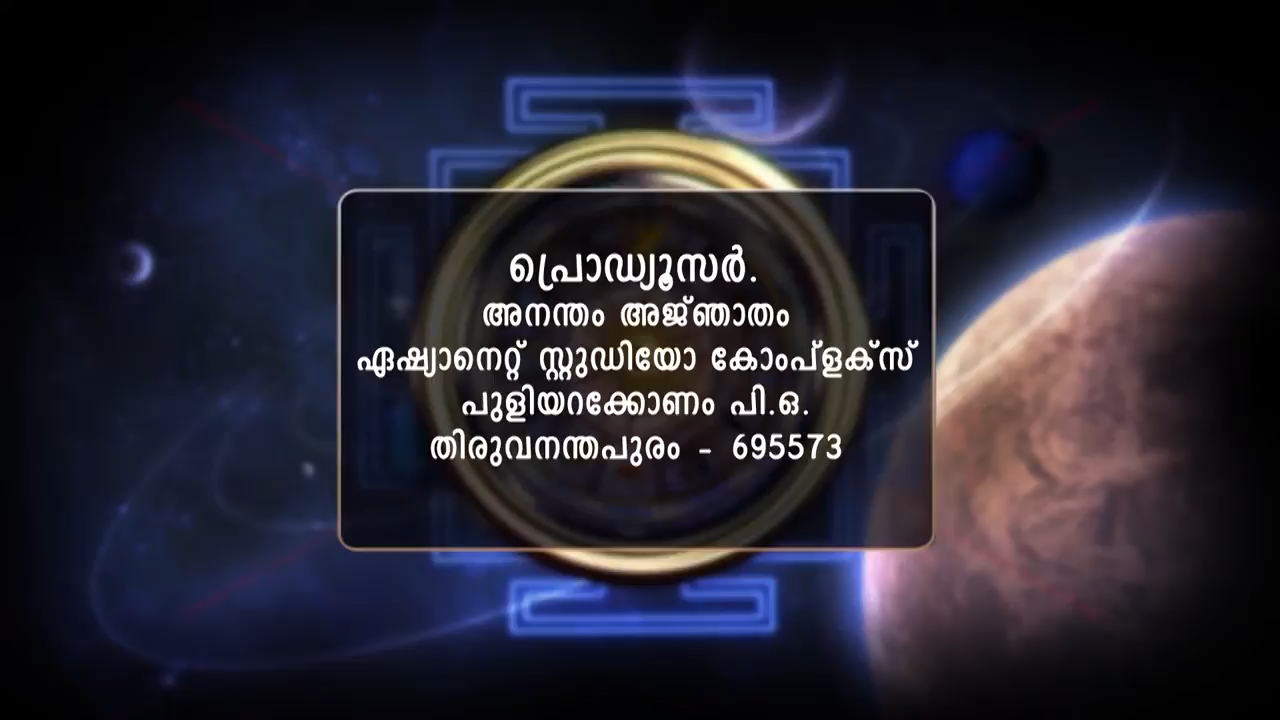 പ്രൊഡ്യൂസർ.
അനന്തം അജ്ഞാതം
ഏഷ്യാനെറ്റ് സ്റ്റുഡിയോ കോംപ്ളക്സ്
പുളിയറക്കോണം പി.ഒ.
തിരുവനന്തപുരം - 695573